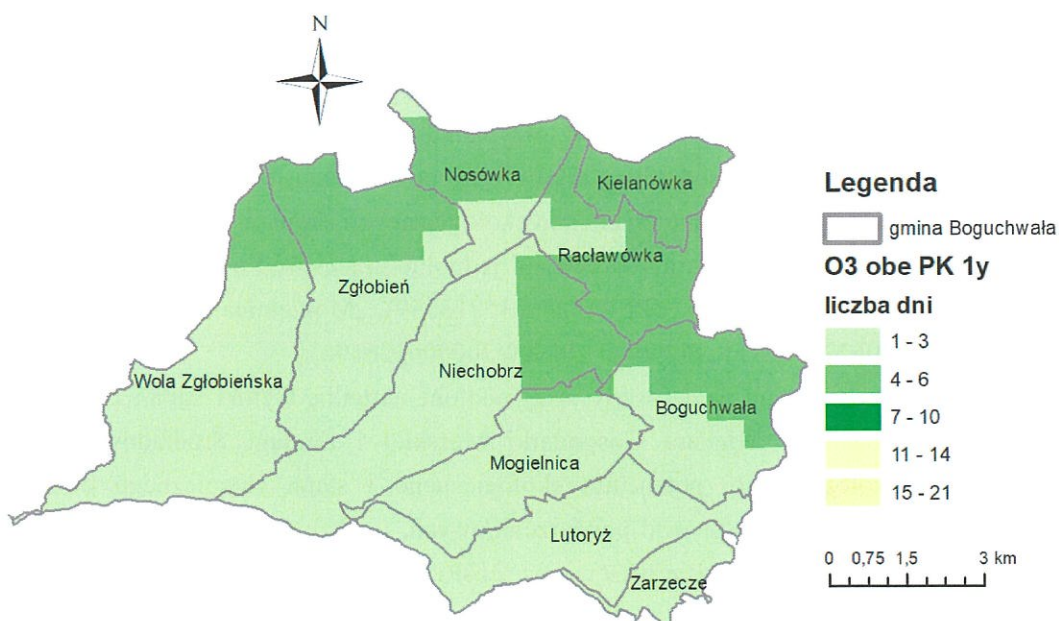 N
Nosówka
Kielanówka
Racławówka
Zgłobień
Wola Zgłobieńska
Niechobrz
Boguchwała
Mogielnica
Lutoryż
Zarzecze
Legenda
gmina Boguchwała
O3 obe PK 1y
liczba dni
1 - 3
4 - 6
7 - 10
11 - 14
15 - 21
0 0,75 1,5 3 km